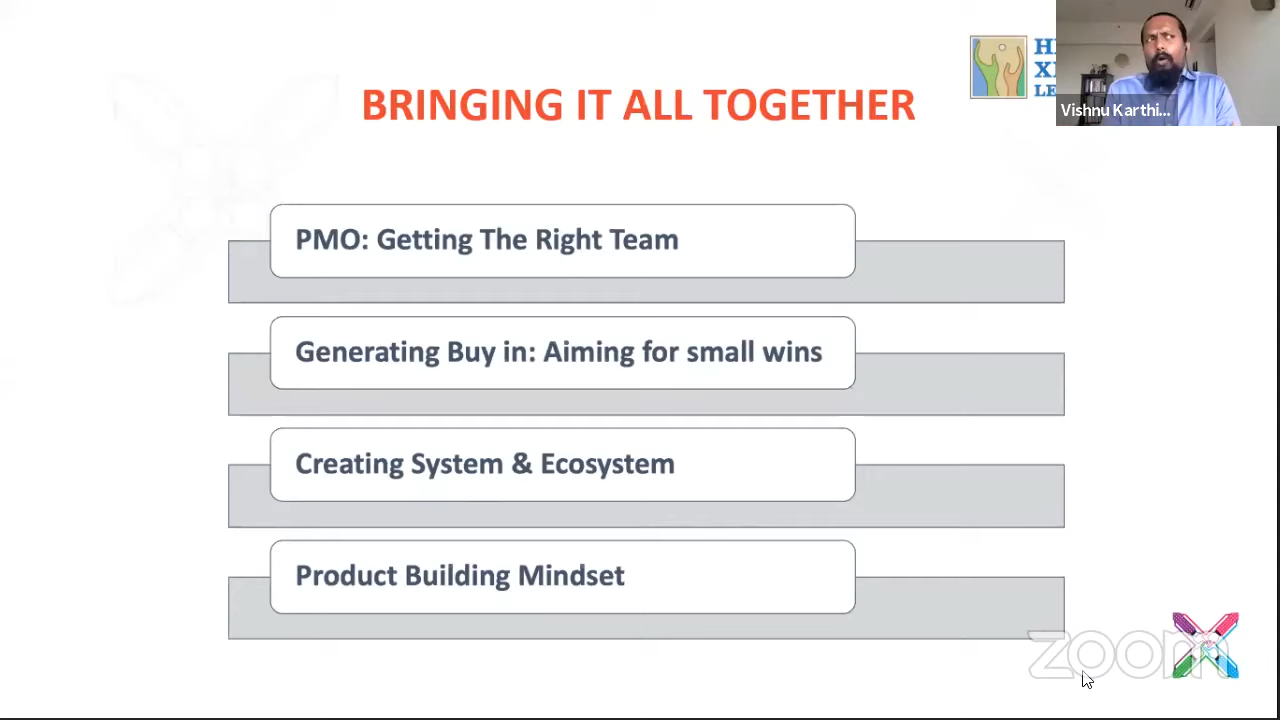 BRINGING IT ALL TOGETHER
Vishnu Karthi...
PMO: Getting The Right Team
Generating Buy in: Aiming for small wins
Creating System & Ecosystem
Product Building Mindset
zoom